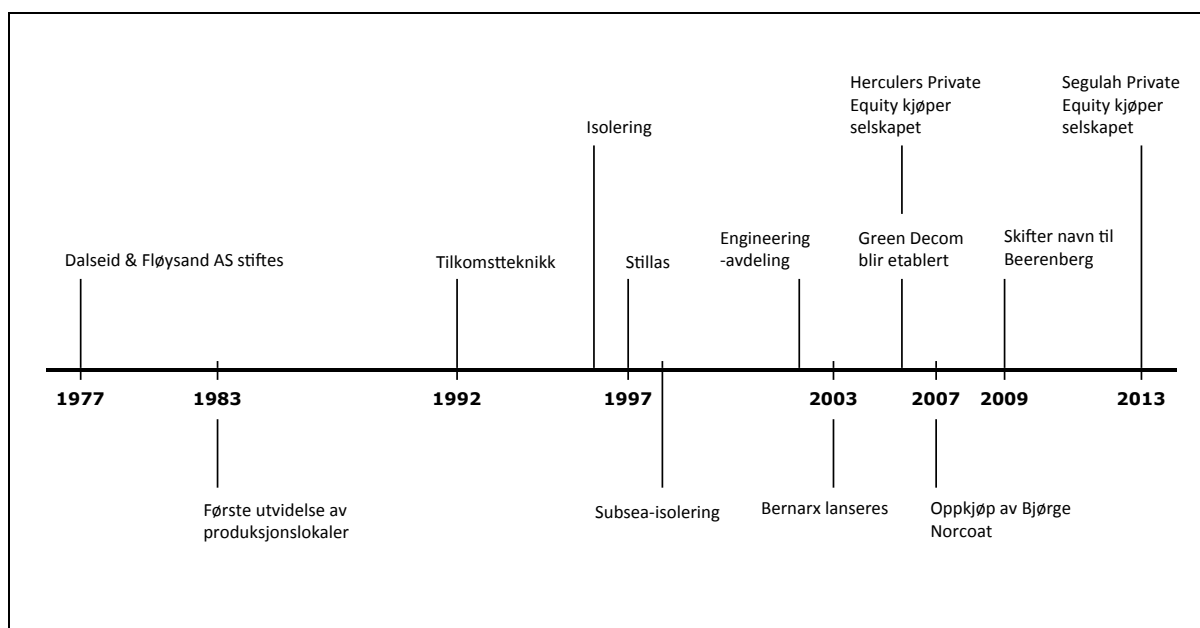 Herculers Private
Equity kjøper
selskapet
Segulah Private
Equity kjøper
selskapet
Isolering
Dalseid & Fløysand AS stiftes
Tilkomstteknikk
Stillas
Engineering
-avdeling
Green Decom
blir etablert
Skifter navn til
Beerenberg
1977
1983
1992
1997
2003
2007
2009
2013
Første utvidelse av
produksjonslokaler
Subsea-isolering
Bernarx lanseres
Oppkjøp av Bjørge
Norcoat